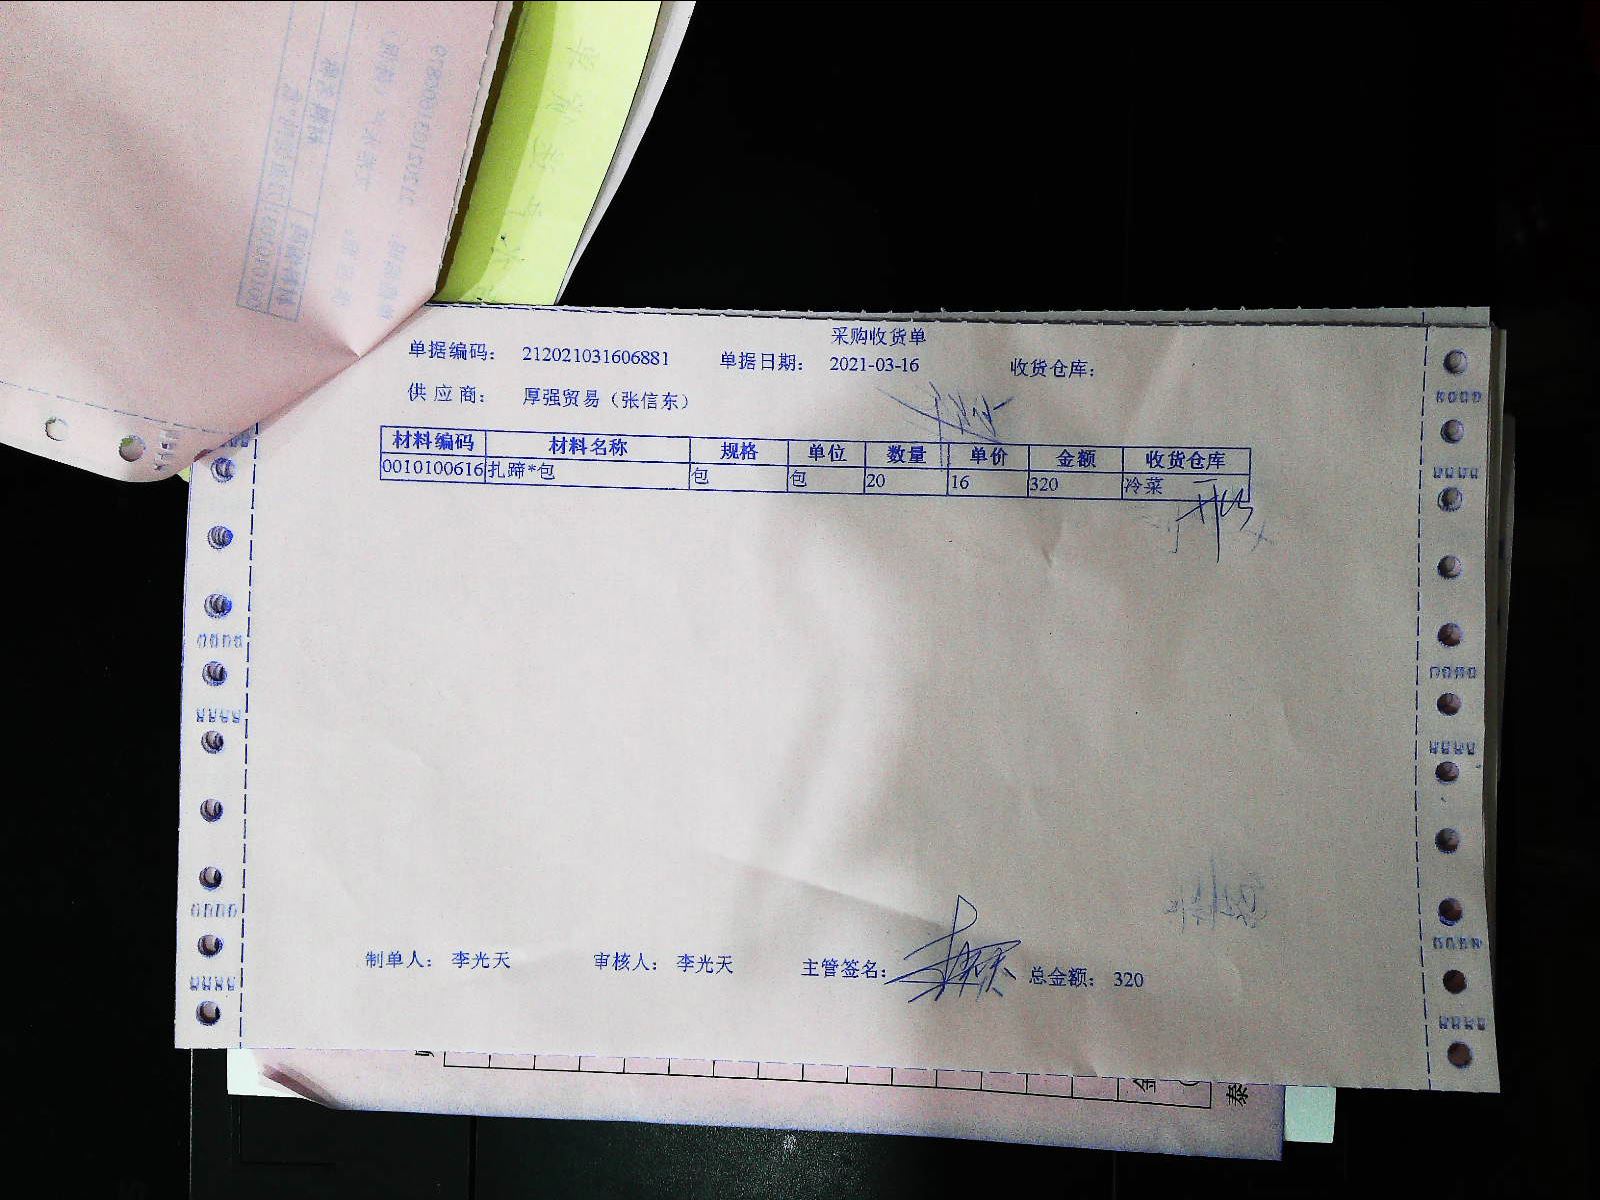 采购收货单
单据编码： 212021031606881 单据日期： 2021-03-16 收货仓库：
供 应 商： 厚强贸易（张信东）
材料编码 材料名称 规格 单位 数量 单价 金额 收货仓库
0010100616 扎蹄*包 包 包 20 16 320 冷菜
制单人： 李光天 审核人： 李光天 主管签名： 总金额： 320
泰